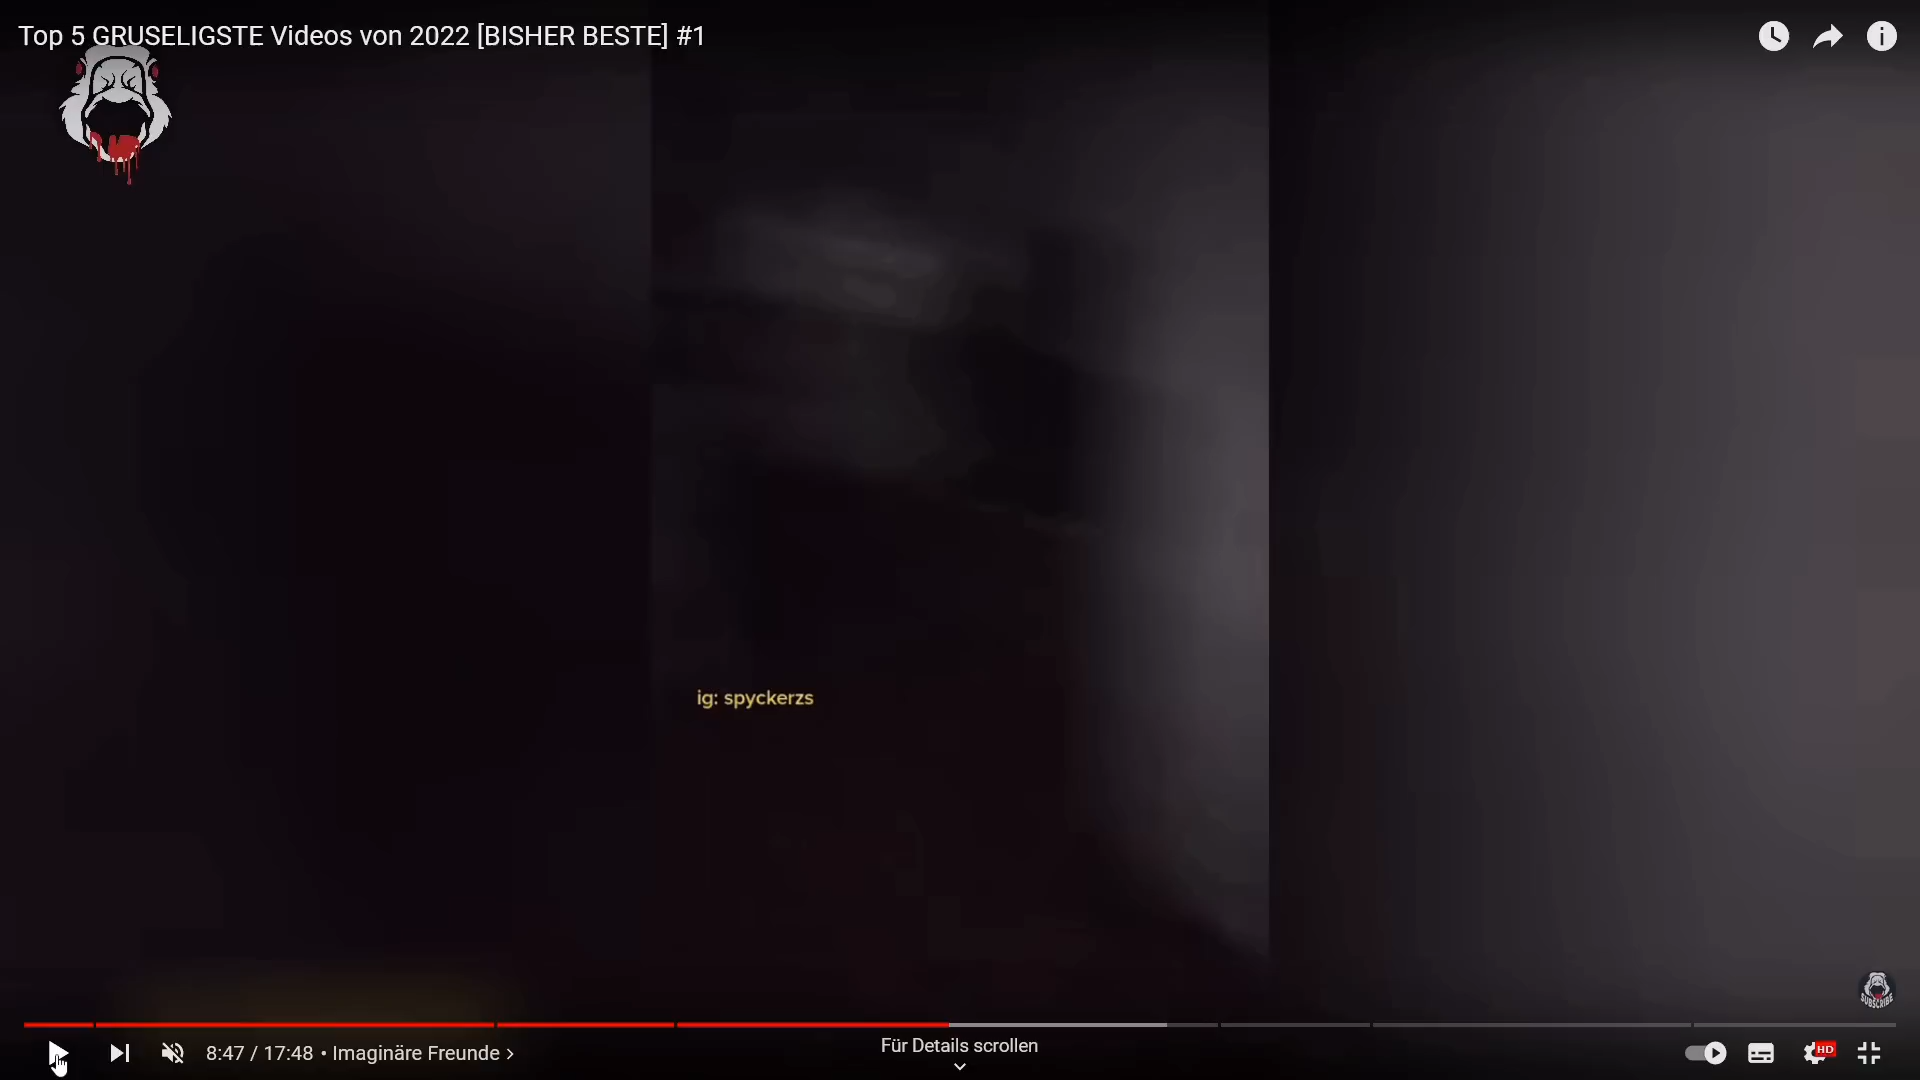 Top 5 GRUSELIGSTE Videos von 2022 [BISHER BESTE] #1
ig: spyckerzs
SUBSCRIBE
8:47 / 17:48 • Imaginäre Freunde
Für Details scrollen
HD